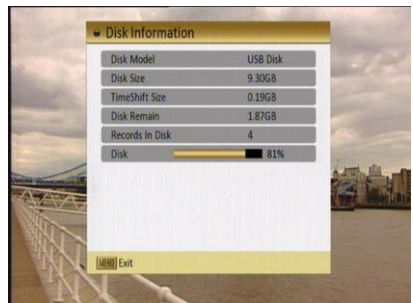 Disk Information
Disk Model USB Disk
Disk Size 9.30GB
TimeShift Size 0.19GB
Disk Remain 1.87GB
Records In Disk 4
Disk 81%
MENU Exit